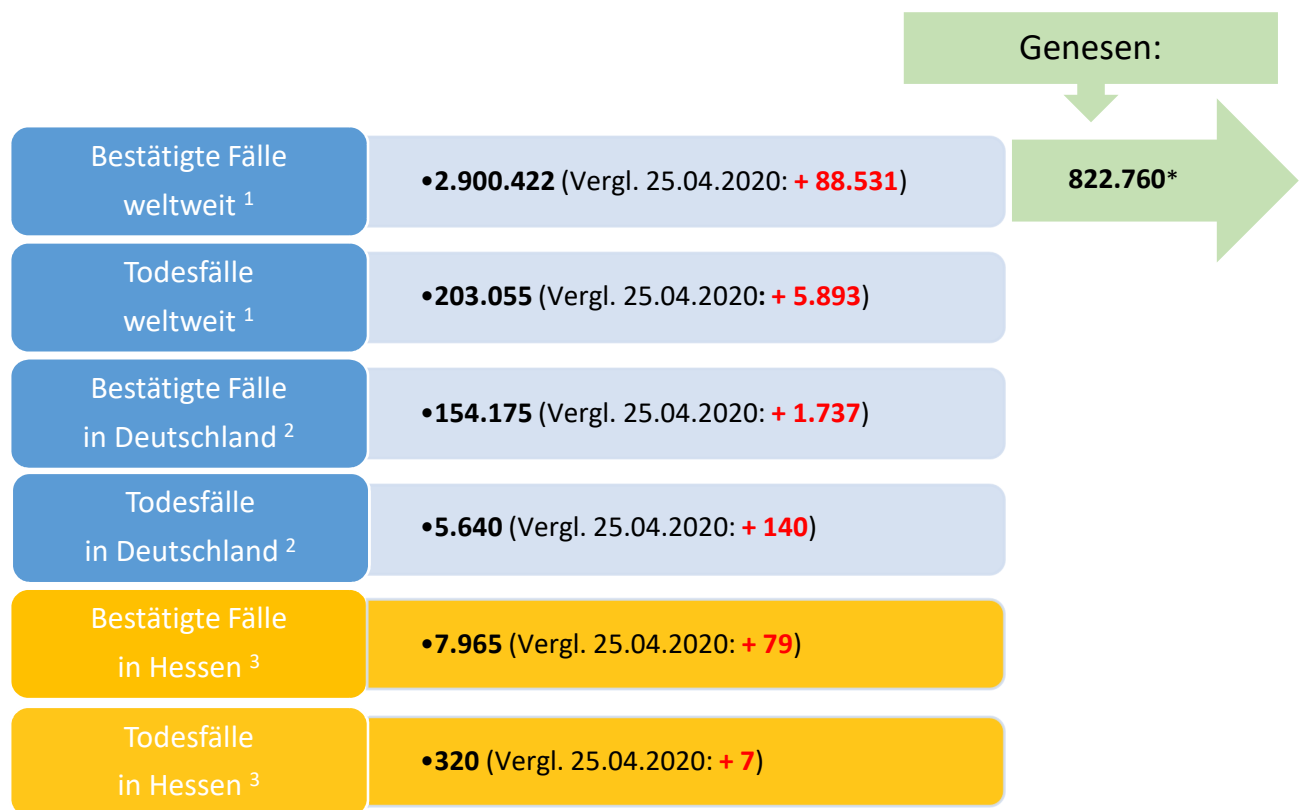 Genesen:
Bestätigte Fälle
weltweit ¹
•2.900.422 (Vergl. 25.04.2020: + 88.531)
822.760*
Todesfälle
weltweit ¹
•203.055 (Vergl. 25.04.2020: + 5.893)
Bestätigte Fälle
in Deutschland ²
•154.175 (Vergl. 25.04.2020: + 1.737)
Todesfälle
in Deutschland ²
•5.640 (Vergl. 25.04.2020: + 140)
Bestätigte Fälle
in Hessen ³
•7.965 (Vergl. 25.04.2020: + 79)
Todesfälle
in Hessen ³
•320 (Vergl. 25.04.2020: + 7)